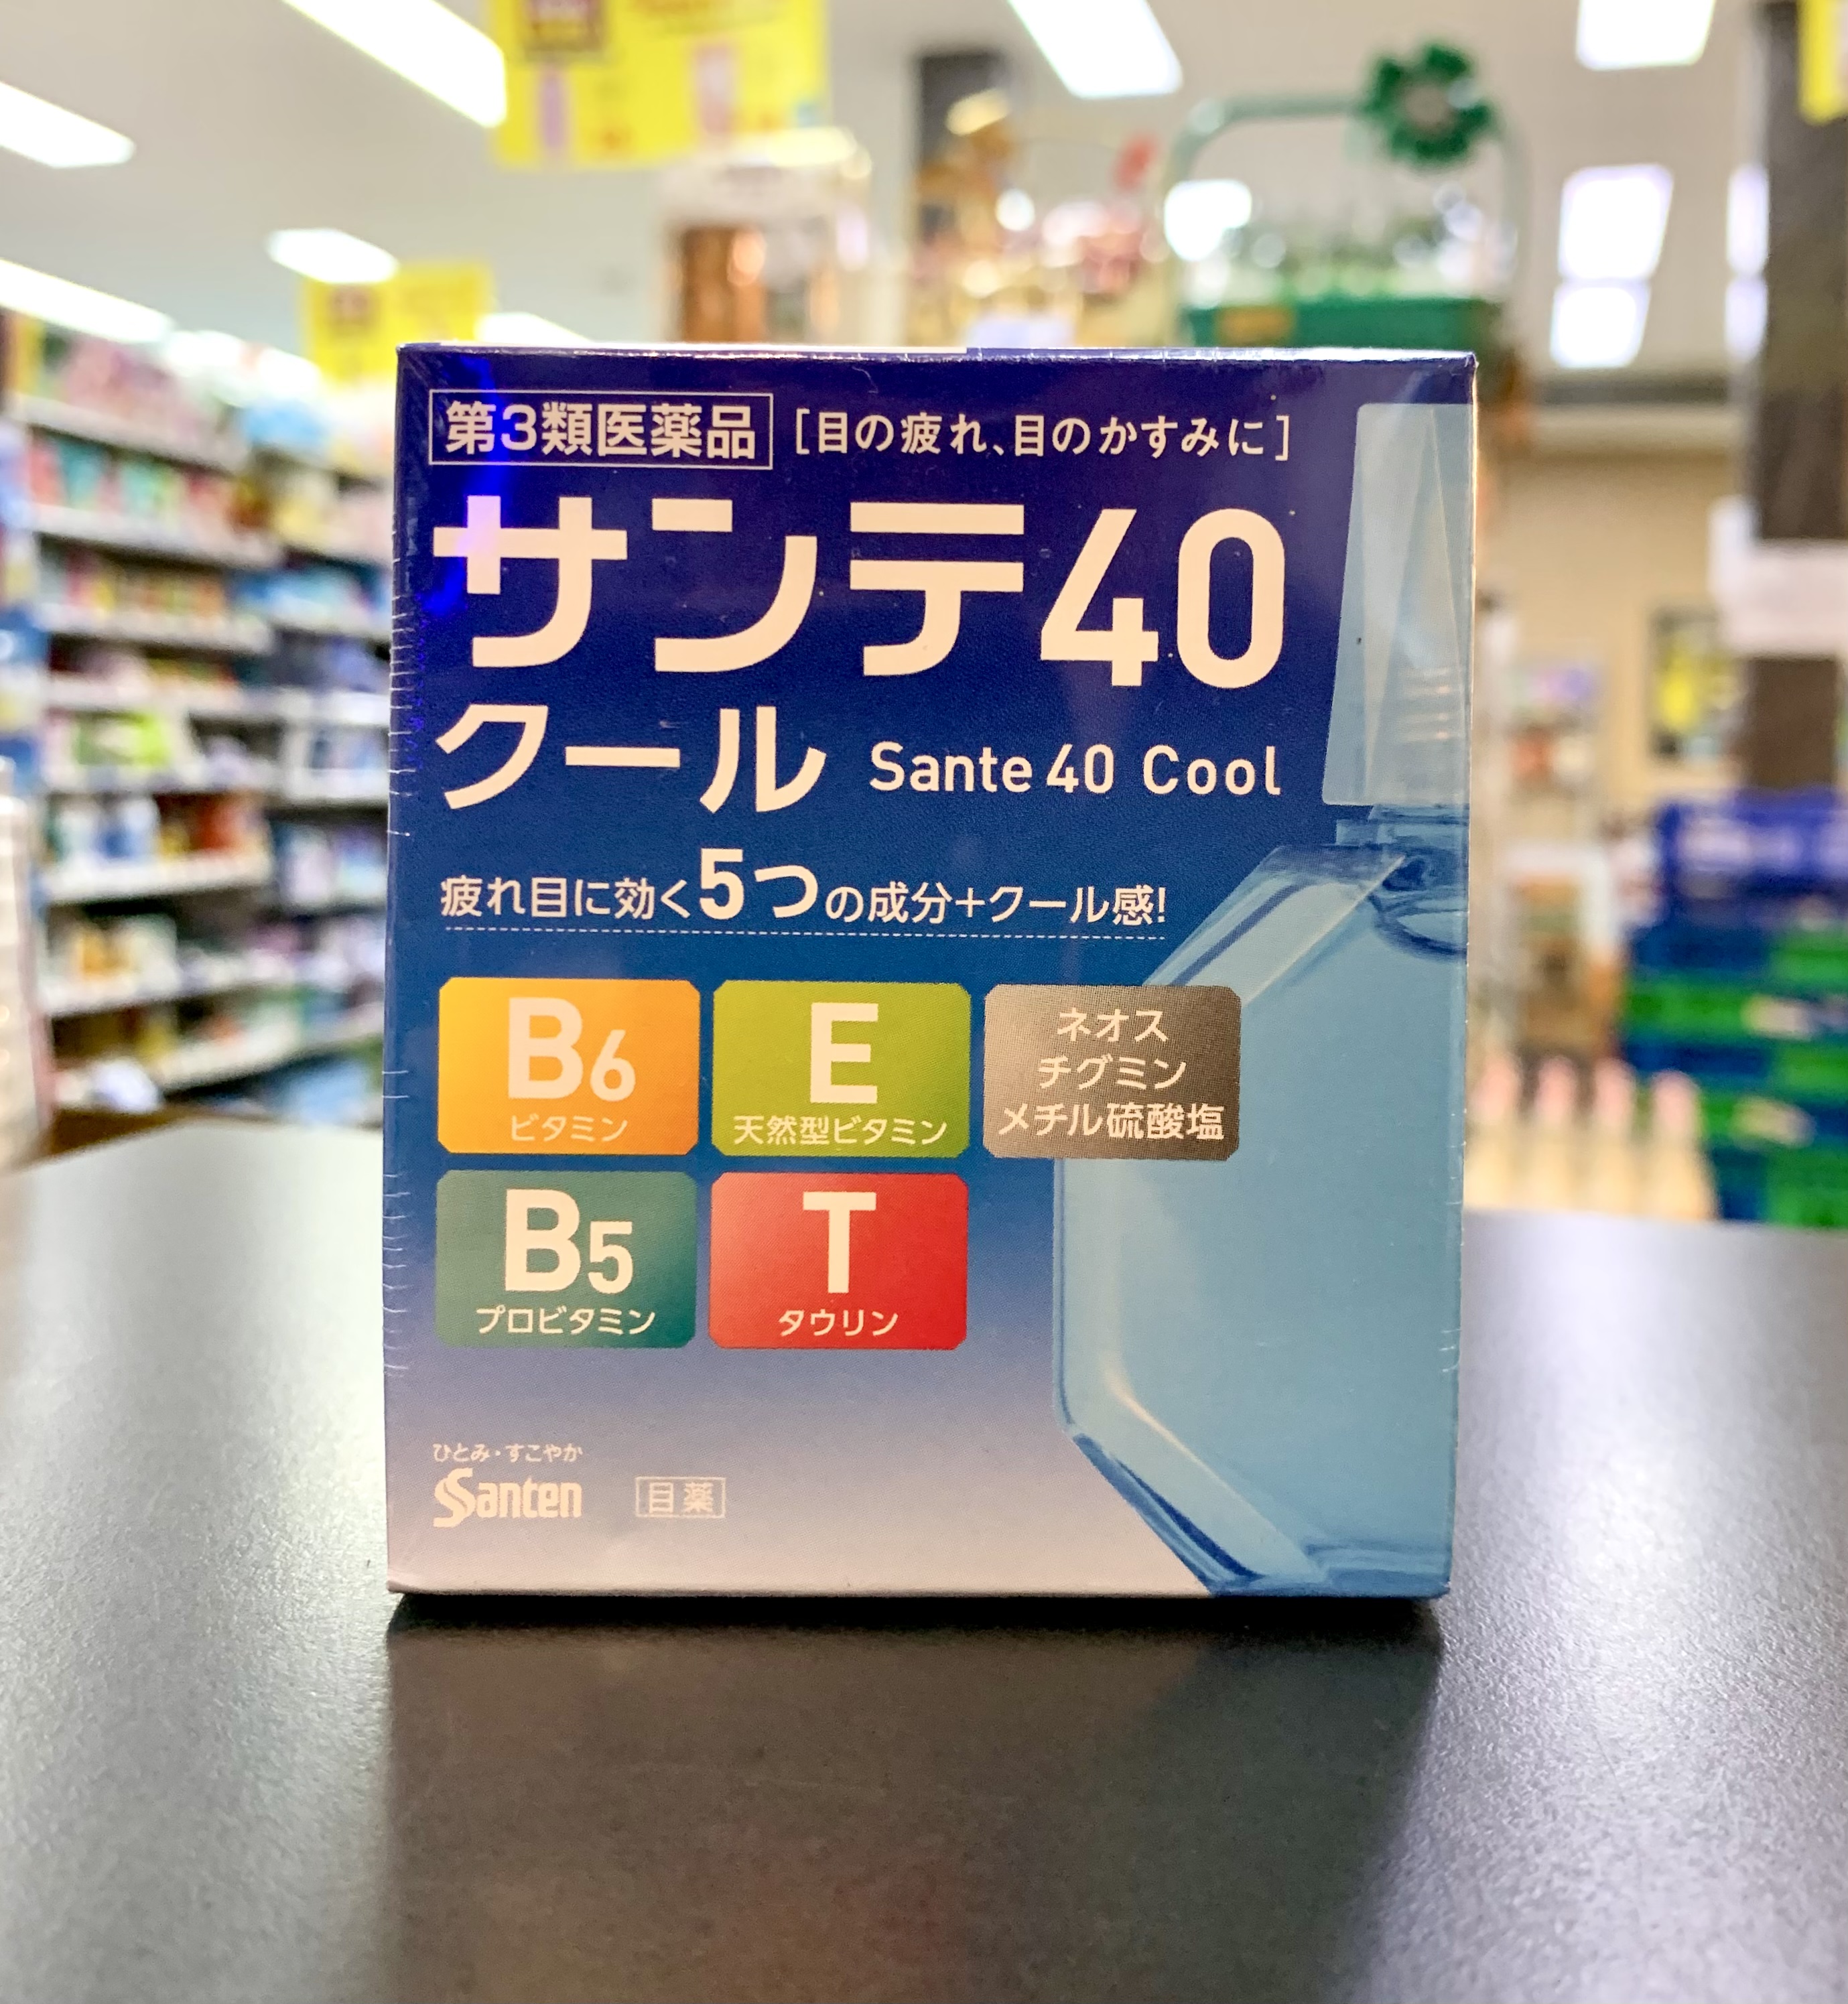 第3類医薬品 [目の疲れ、目のかすみに]
サンテ40
クール Sante 40 Cool
疲れ目に効く5つの成分+クール感!
B6
ビタミン
E
天然型ビタミン
ネオス
チグミン
メチル硫酸塩
B5
プロビタミン
T
タウリン
ひとみ・すこやか
Santen 目薬